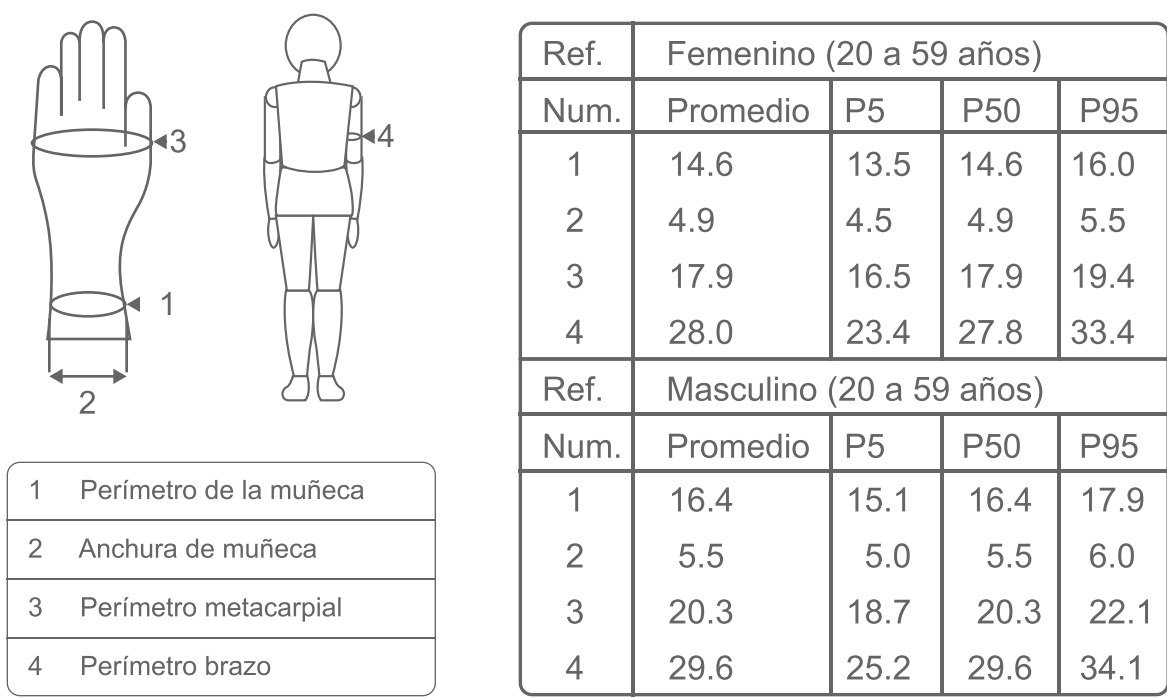 3
4
1
2
1 Perímetro de la muñeca
2 Anchura de muñeca
3 Perímetro metacarpial
4 Perímetro brazo
Ref. Femenino (20 a 59 años)
Num. Promedio P5 P50 P95
1 14.6 13.5 14.6 16.0
2 4.9 4.5 4.9 5.5
3 17.9 16.5 17.9 19.4
4 28.0 23.4 27.8 33.4
Ref. Masculino (20 a 59 años)
Num. Promedio P5 P50 P95
1 16.4 15.1 16.4 17.9
2 5.5 5.0 5.5 6.0
3 20.3 18.7 20.3 22.1
4 29.6 25.2 29.6 34.1